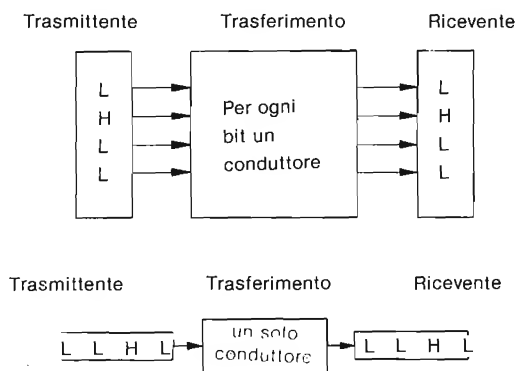 Trasmittente Trasferimento Ricevente
L L
H Per ogni H
L bit un L
L conduttore L
Trasmittente Trasferimento Ricevente
L L H L un solo conduttore L L H L